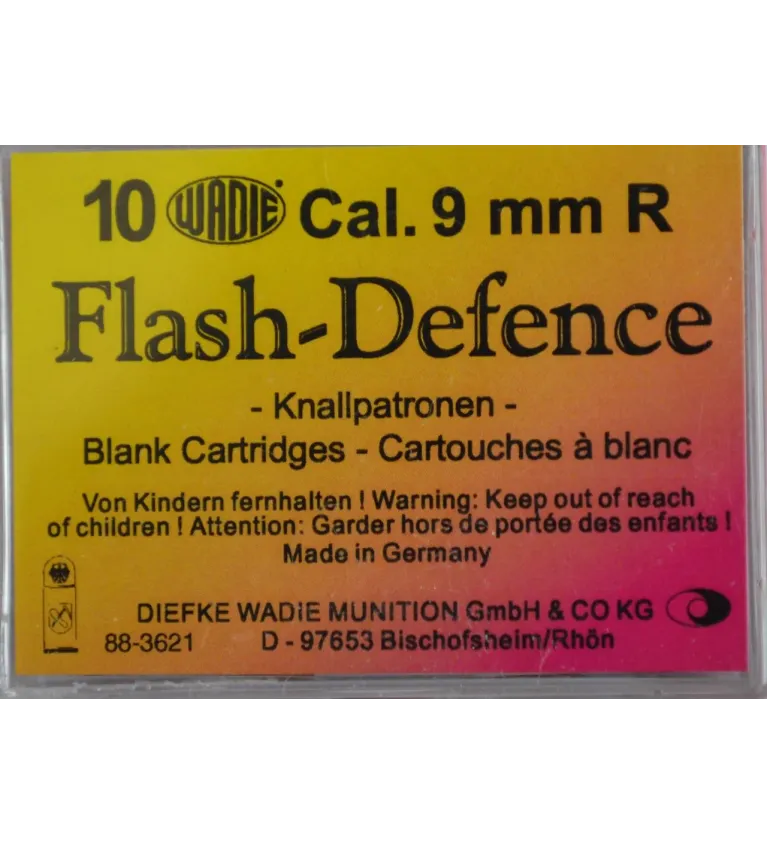 10 WADIE Cal. 9 mm R
Flash-Defence
- Knallpatronen -
Blank Cartridges - Cartouches à blanc
Von Kindern fernhalten ! Warning: Keep out of reach
of children ! Attention: Garder hors de portée des enfants !
Made in Germany
DIEFKE WADIE MUNITION GmbH & CO KG
88-3621 D - 97653 Bischofsheim/Rhön